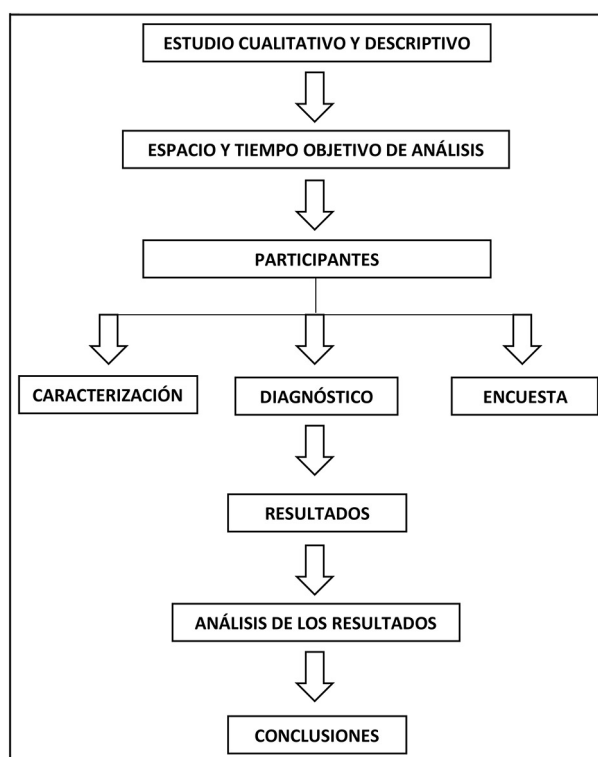 ESTUDIO CUALITATIVO Y DESCRIPTIVO
ESPACIO Y TIEMPO OBJETIVO DE ANÁLISIS
PARTICIPANTES
CARACTERIZACIÓN
DIAGNÓSTICO
ENCUESTA
RESULTADOS
ANÁLISIS DE LOS RESULTADOS
CONCLUSIONES